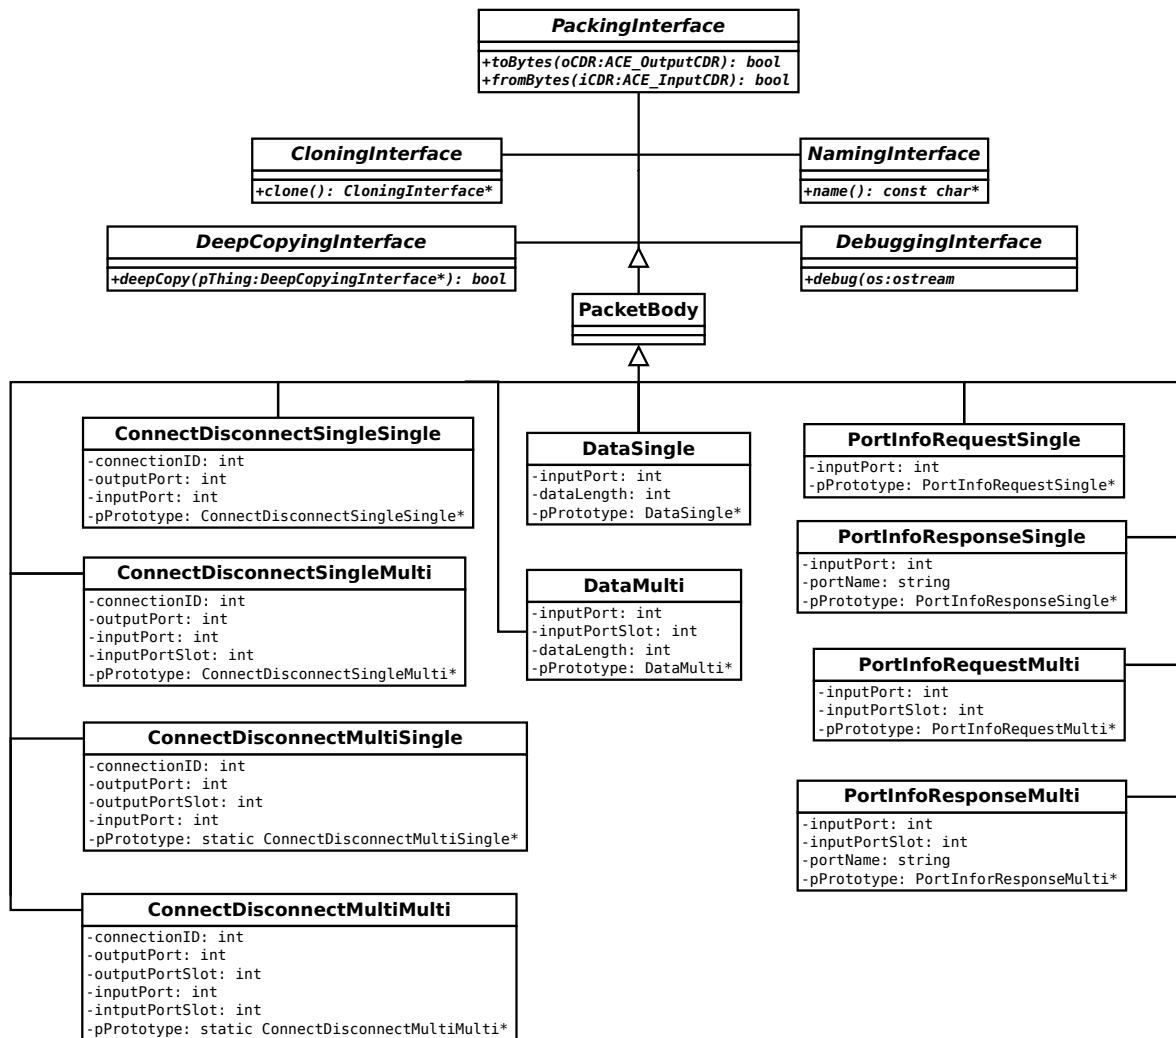 PackingInterface
+toBytes(oCDR:ACE_OutputCDR): bool
+fromBytes(iCDR:ACE_InputCDR): bool
CloningInterface
+clone(): CloningInterface*
NamingInterface
+name(): const char*
DeepCopyingInterface
+deepCopy(pThing:DeepCopyingInterface*): bool
DebuggingInterface
+debug(os:ostream
PacketBody
ConnectDisconnectSingleSingle
-connectionID: int
-outputPort: int
-inputPort: int
-pPrototype: ConnectDisconnectSingleSingle*
ConnectDisconnectSingleMulti
-connectionID: int
-outputPort: int
-inputPort: int
-inputPortSlot: int
-pPrototype: ConnectDisconnectSingleMulti*
ConnectDisconnectMultiSingle
-connectionID: int
-outputPort: int
-outputPortSlot: int
-inputPort: int
-pPrototype: static ConnectDisconnectMultiSingle*
ConnectDisconnectMultiMulti
-connectionID: int
-outputPort: int
-outputPortSlot: int
-inputPort: int
-intputPortSlot: int
-pPrototype: static ConnectDisconnectMultiMulti*
DataSingle
-inputPort: int
-dataLength: int
-pPrototype: DataSingle*
DataMulti
-inputPort: int
-inputPortSlot: int
-dataLength: int
-pPrototype: DataMulti*
PortInfoRequestSingle
-inputPort: int
-pPrototype: PortInfoRequestSingle*
PortInfoResponseSingle
-inputPort: int
-portName: string
-pPrototype: PortInfoResponseSingle*
PortInfoRequestMulti
-inputPort: int
-inputPortSlot: int
-pPrototype: PortInfoRequestMulti*
PortInfoResponseMulti
-inputPort: int
-inputPortSlot: int
-portName: string
-pPrototype: PortInforResponseMulti*